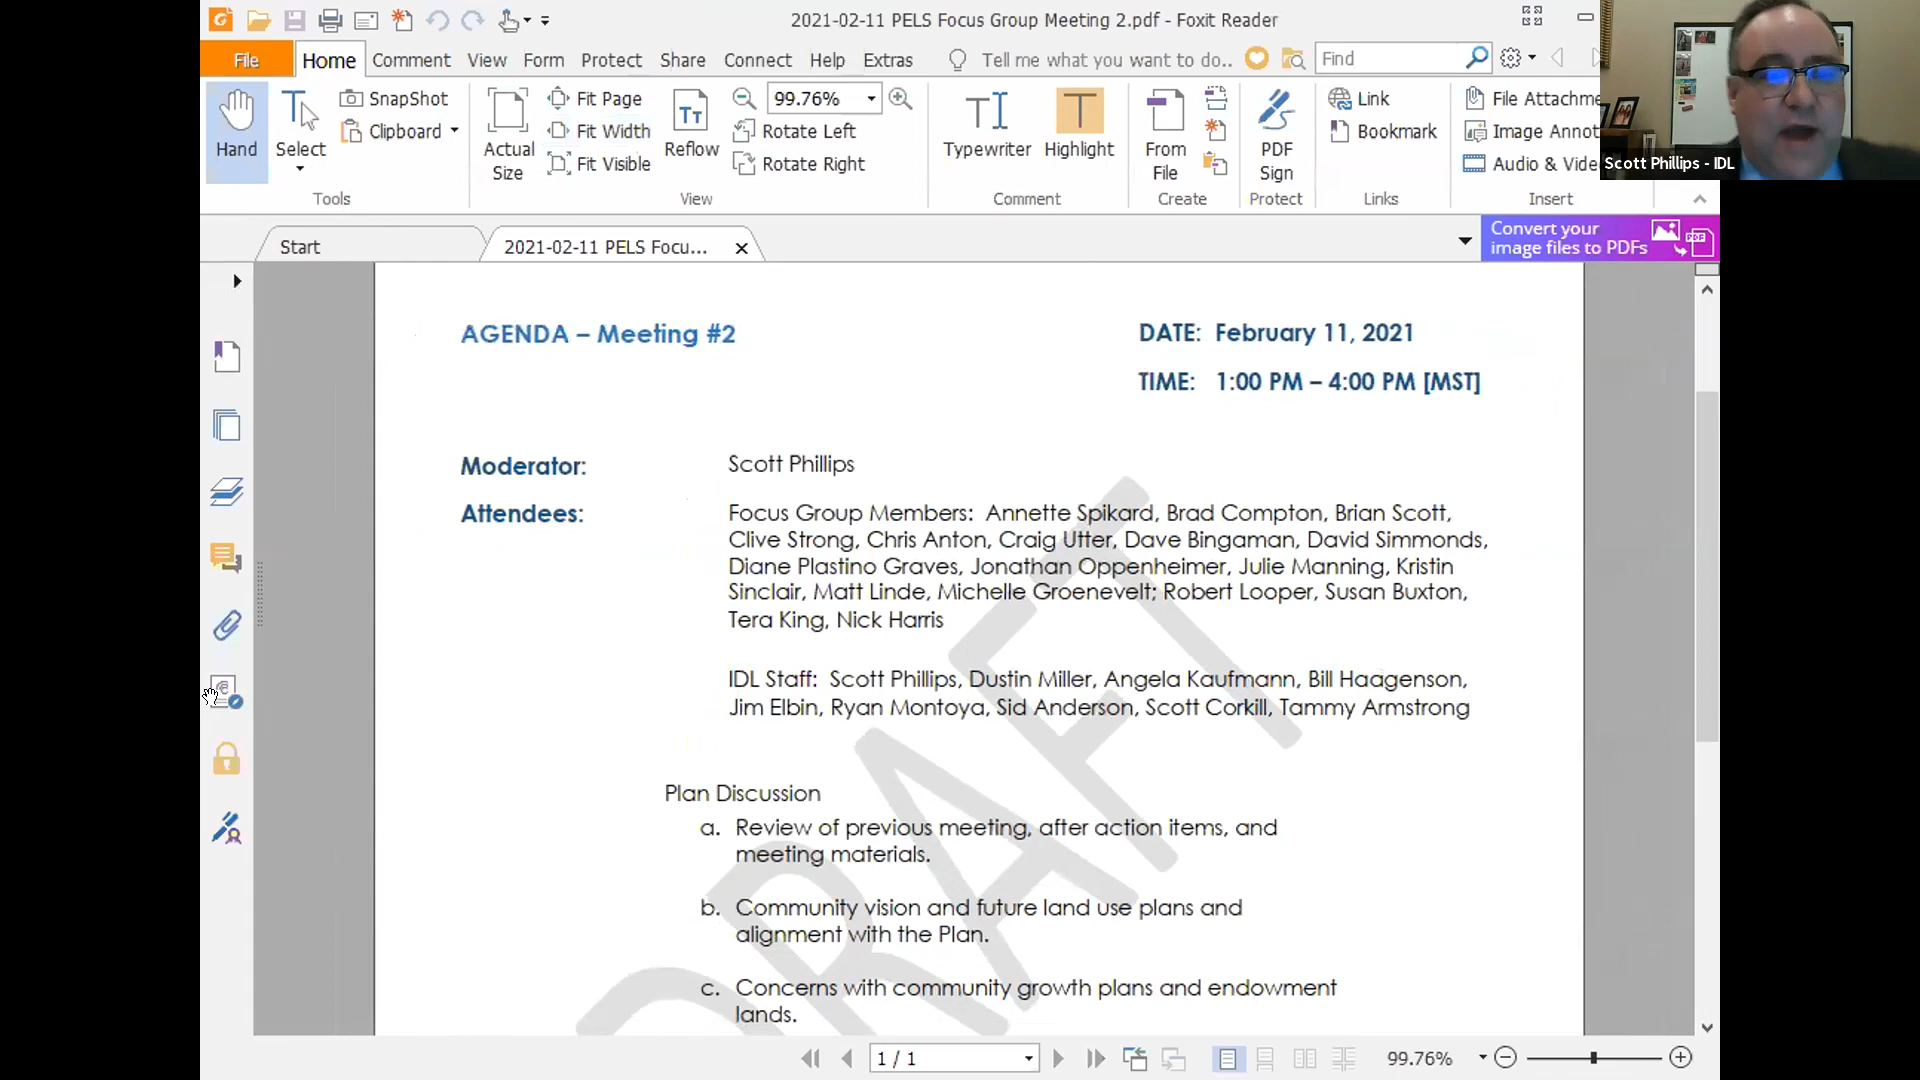 2021-02-11 PELS Focus Group Meeting 2.pdf - Foxit Reader
File Home Comment View Form Protect Share Connect Help Extras Tell me what you want to do.. Find
Hand
Select
SnapShot
Clipboard
Tools
Actual Size
Fit Page
Fit Width
Fit Visible
Reflow
99.76%
Rotate Left
Rotate Right
View
Typewriter
Highlight
Comment
From File
Create
PDF Sign
Protect
Link
Bookmark
Links
File Attachme
Image Annot
Audio & Vide
Insert
Scott Phillips - IDL
Start
2021-02-11 PELS Focu...
Convert your
image files to PDFs
PDF
AGENDA – Meeting #2
DATE: February 11, 2021
TIME: 1:00 PM – 4:00 PM [MST]
Moderator: Scott Phillips
Attendees: Focus Group Members: Annette Spikard, Brad Compton, Brian Scott,
Clive Strong, Chris Anton, Craig Utter, Dave Bingaman, David Simmonds,
Diane Plastino Graves, Jonathan Oppenheimer, Julie Manning, Kristin
Sinclair, Matt Linde, Michelle Groenevelt; Robert Looper, Susan Buxton,
Tera King, Nick Harris
IDL Staff: Scott Phillips, Dustin Miller, Angela Kaufmann, Bill Haagenson,
Jim Elbin, Ryan Montoya, Sid Anderson, Scott Corkill, Tammy Armstrong
Plan Discussion
a. Review of previous meeting, after action items, and
meeting materials.
b. Community vision and future land use plans and
alignment with the Plan.
c. Concerns with community growth plans and endowment
lands.
DRAFT
1 / 1
99.76%